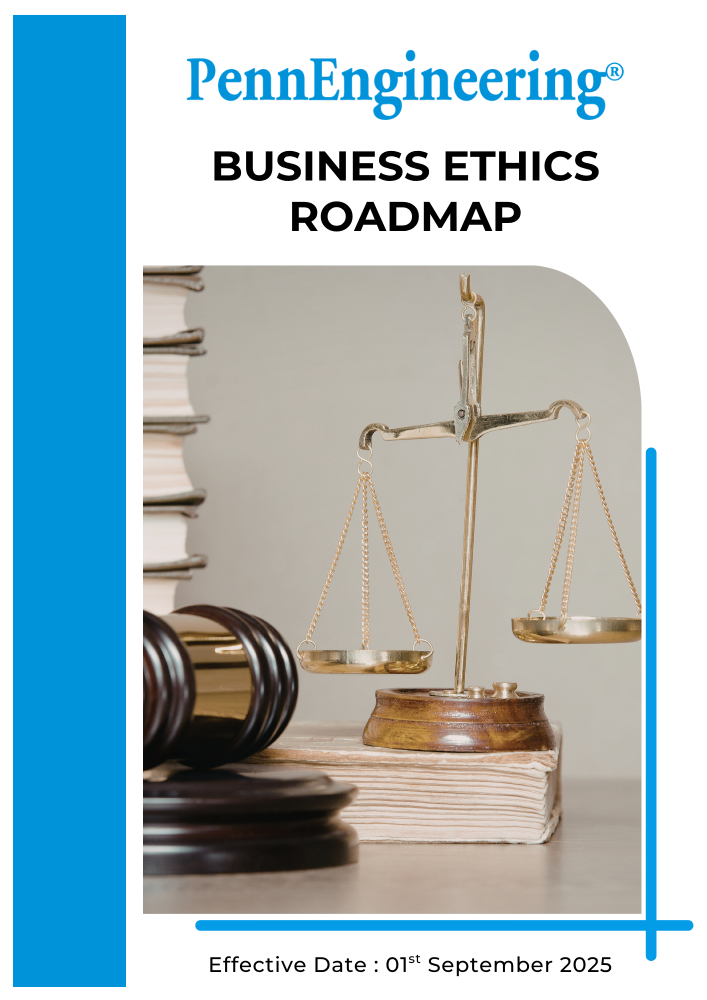 PennEngineering®
BUSINESS ETHICS
ROADMAP
Effective Date : 01st September 2025